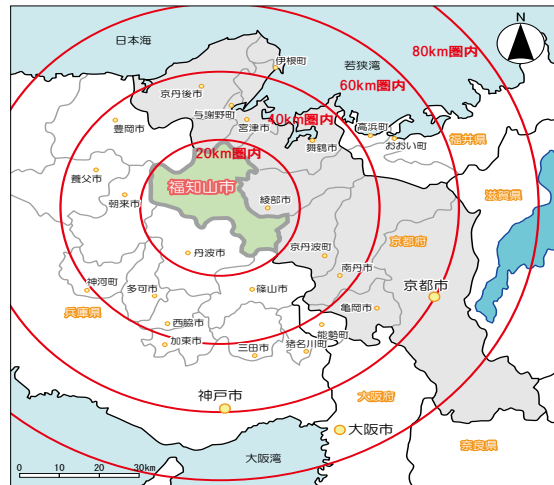 日本海
伊根町
若狭湾
80km圏内
N
60km圏内
京丹後市
与謝野町
40km圏内
豊岡市
宮津市
高浜町
おおい町
福井県
舞鶴市
20km圏内
養父市
福知山市
滋賀県
朝来市
綾部市
京都府
丹波市
京丹波町
南丹市
神河町
多可町
篠山市
京都市
兵庫県
亀岡市
西脇市
能勢町
加東市
三田市
猪名川町
神戸市
大阪府
大阪市
奈良県
大阪湾
0 10 20 30km